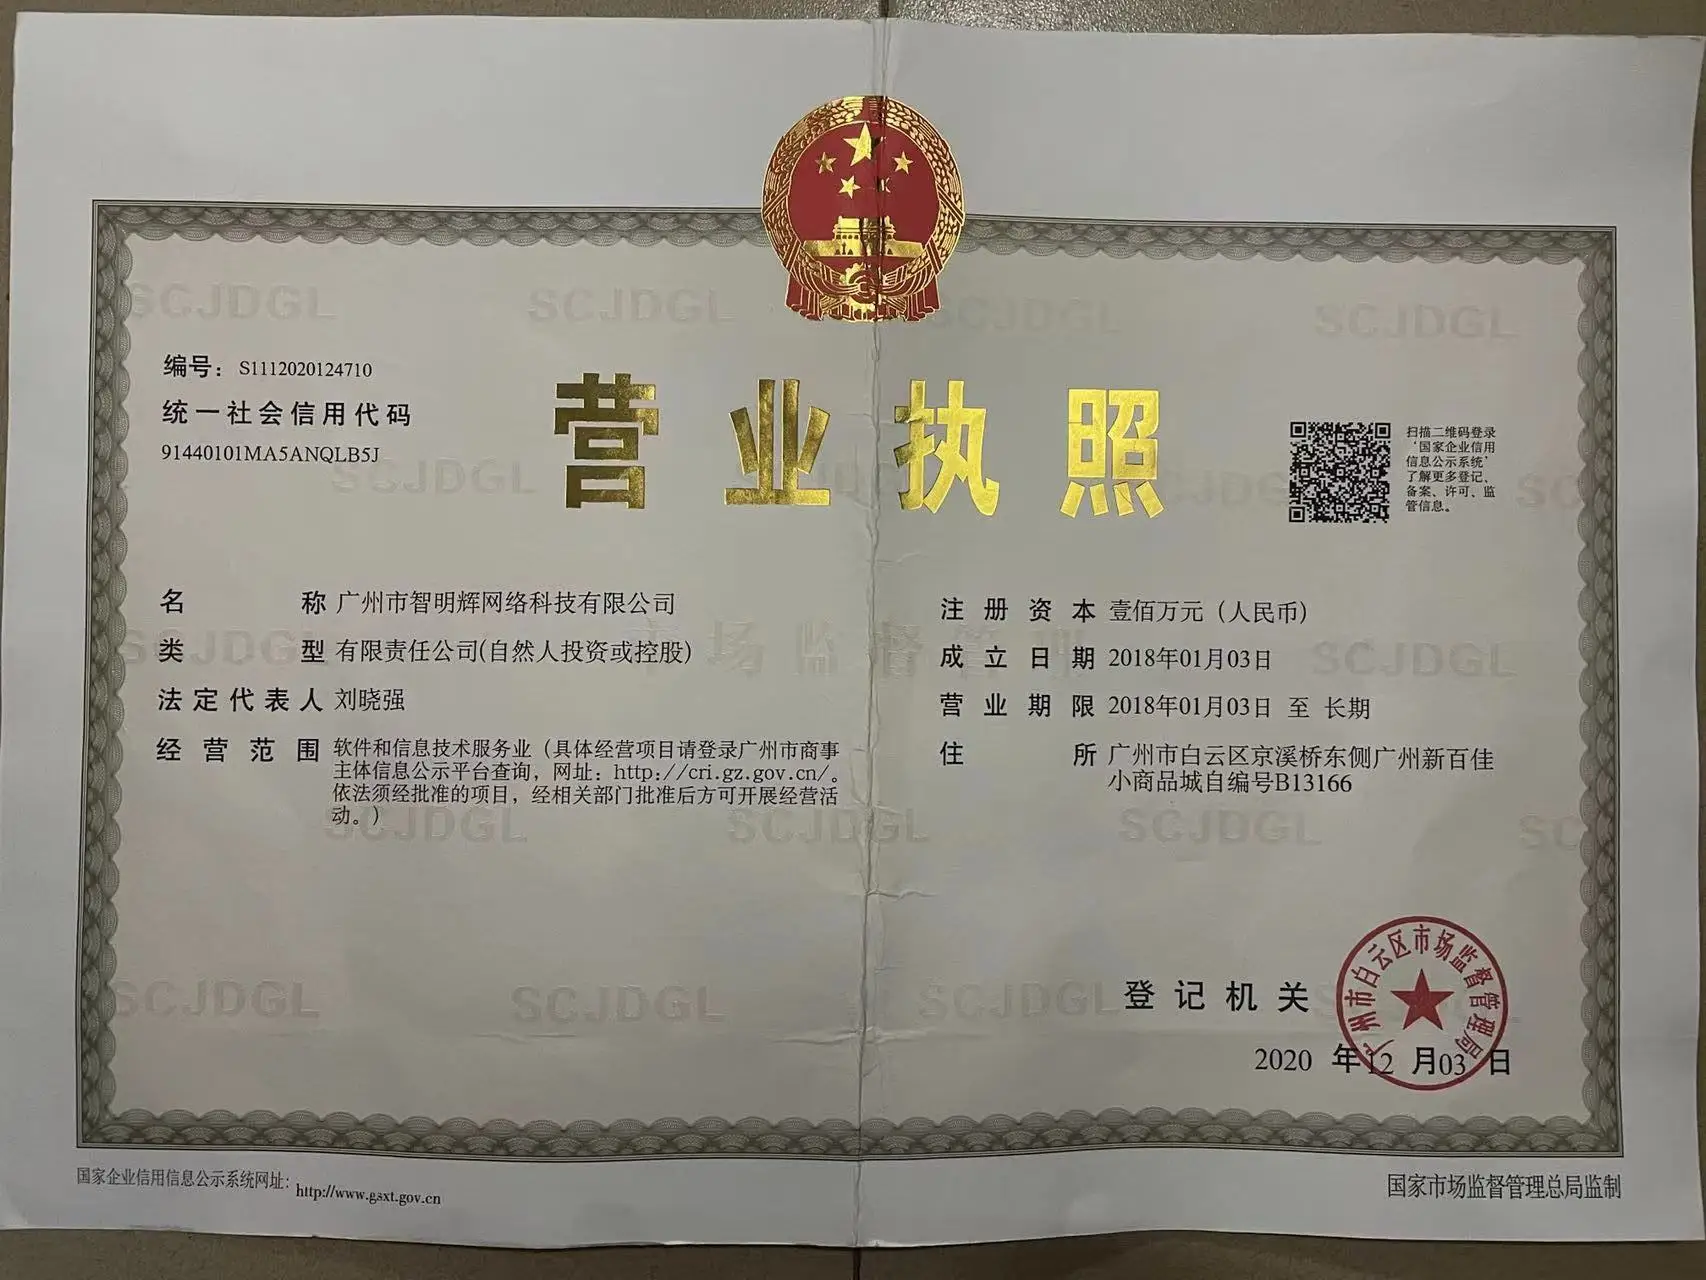 编号： S1112020124710
统一社会信用代码
91440101MA5ANQLB5J
营业执照
扫描二维码登录
‘国家企业信用
信息公示系统’
了解更多登记、
备案、许可、监
管信息。
名称 广州市智明辉网络科技有限公司
类型 有限责任公司(自然人投资或控股)
法定代表人 刘晓强
经营范围 软件和信息技术服务业（具体经营项目请登录广州市商事
主体信息公示平台查询，网址：http://cri.gz.gov.cn/。
依法须经批准的项目，经相关部门批准后方可开展经营活
动。）
注册资本 壹佰万元（人民币）
成立日期 2018年01月03日
营业期限 2018年01月03日 至 长期
住所 广州市白云区京溪桥东侧广州新百佳
小商品城自编号B13166
登记机关
广州市白云区市场监督管理局
2020 年12 月03 日
国家企业信用信息公示系统网址：http://www.gsxt.gov.cn
国家市场监督管理总局监制
SCJDGL
市场监督管理